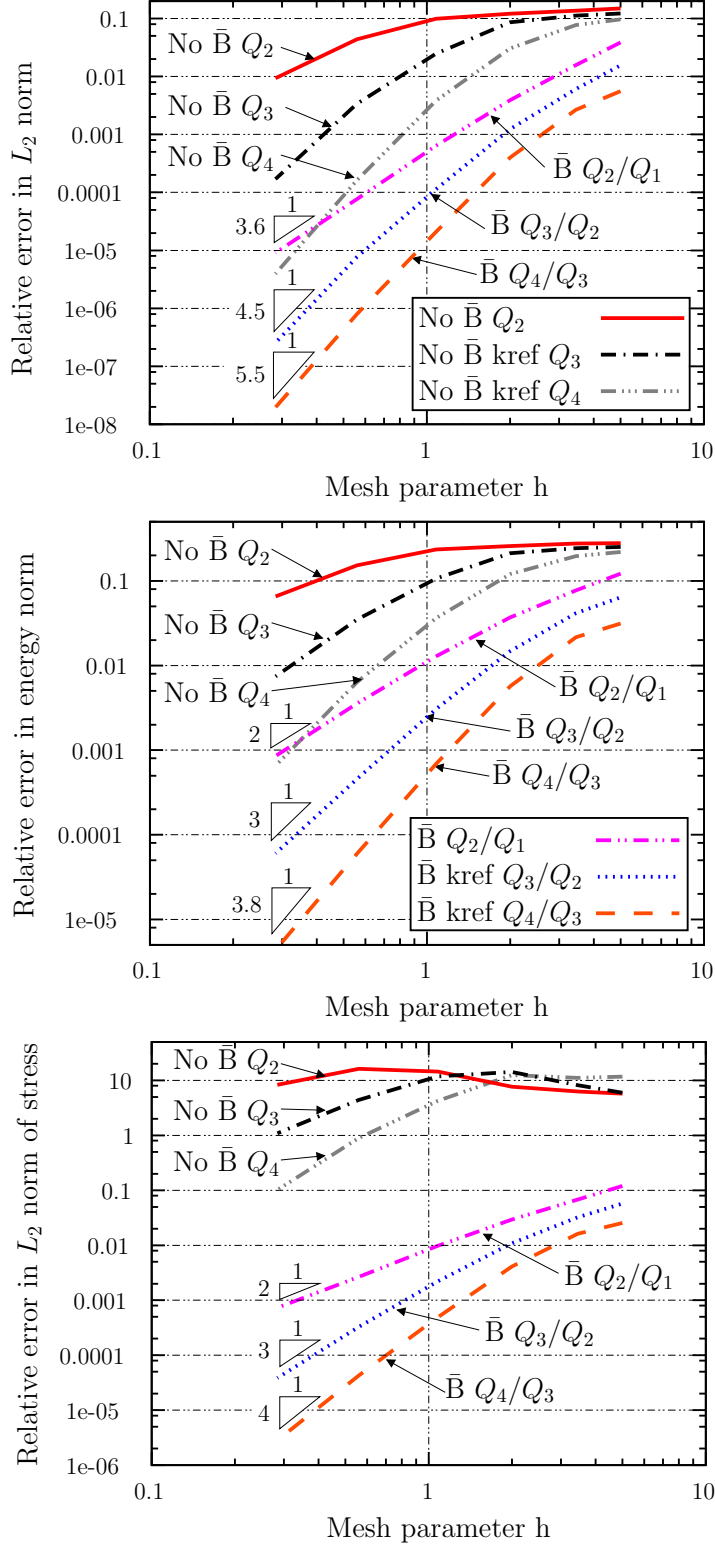 Relative error in L₂ norm
0.1
0.01
0.001
0.0001
1e-05
1e-06
1e-07
1e-08
0.1
1
10
Mesh parameter h
No B̄ Q₂
No B̄ Q₃
No B̄ Q₄
B̄ Q₂/Q₁
B̄ Q₃/Q₂
B̄ Q₄/Q₃
1
3.6
1
4.5
1
5.5
No B̄ Q₂
No B̄ kref Q₃
No B̄ kref Q₄
Relative error in energy norm
0.1
0.01
0.001
0.0001
1e-05
0.1
1
10
Mesh parameter h
No B̄ Q₂
No B̄ Q₃
No B̄ Q₄
B̄ Q₂/Q₁
B̄ Q₃/Q₂
B̄ Q₄/Q₃
1
2
1
3
1
3.8
B̄ Q₂/Q₁
B̄ kref Q₃/Q₂
B̄ kref Q₄/Q₃
Relative error in L₂ norm of stress
10
1
0.1
0.01
0.001
0.0001
1e-05
1e-06
0.1
1
10
Mesh parameter h
No B̄ Q₂
No B̄ Q₃
No B̄ Q₄
B̄ Q₂/Q₁
B̄ Q₃/Q₂
B̄ Q₄/Q₃
1
2
1
3
1
4